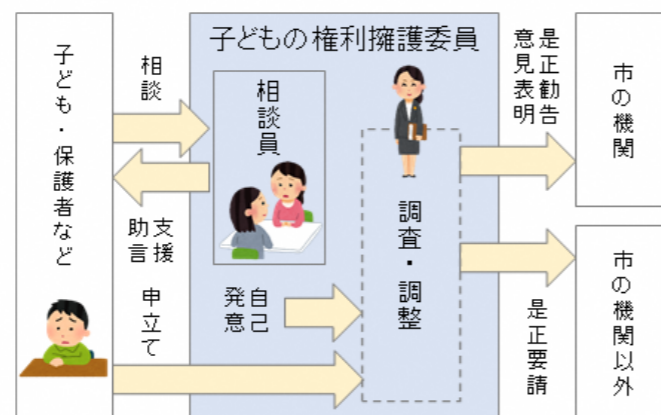 子どもの権利擁護委員
子ども・保護者など
相談
相談員
支援
助言
申立て
自己
発意
調査・調整
是正勧告
意見表明
市の機関
是正要請
市の機関以外